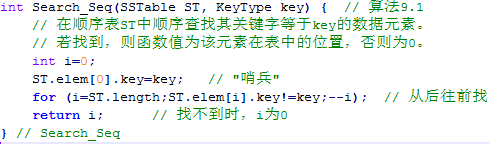 int Search_Seq(SSTable ST, KeyType key) {  // 算法9.1
// 在顺序表ST中顺序查找其关键字等于key的数据元素。
// 若找到，则函数值为该元素在表中的位置，否则为0。
int i=0;
ST.elem[0].key=key;   // "哨兵"
for (i=ST.length;ST.elem[i].key!=key;--i);  // 从后往前找
return i;      // 找不到时，i为0
} // Search_Seq